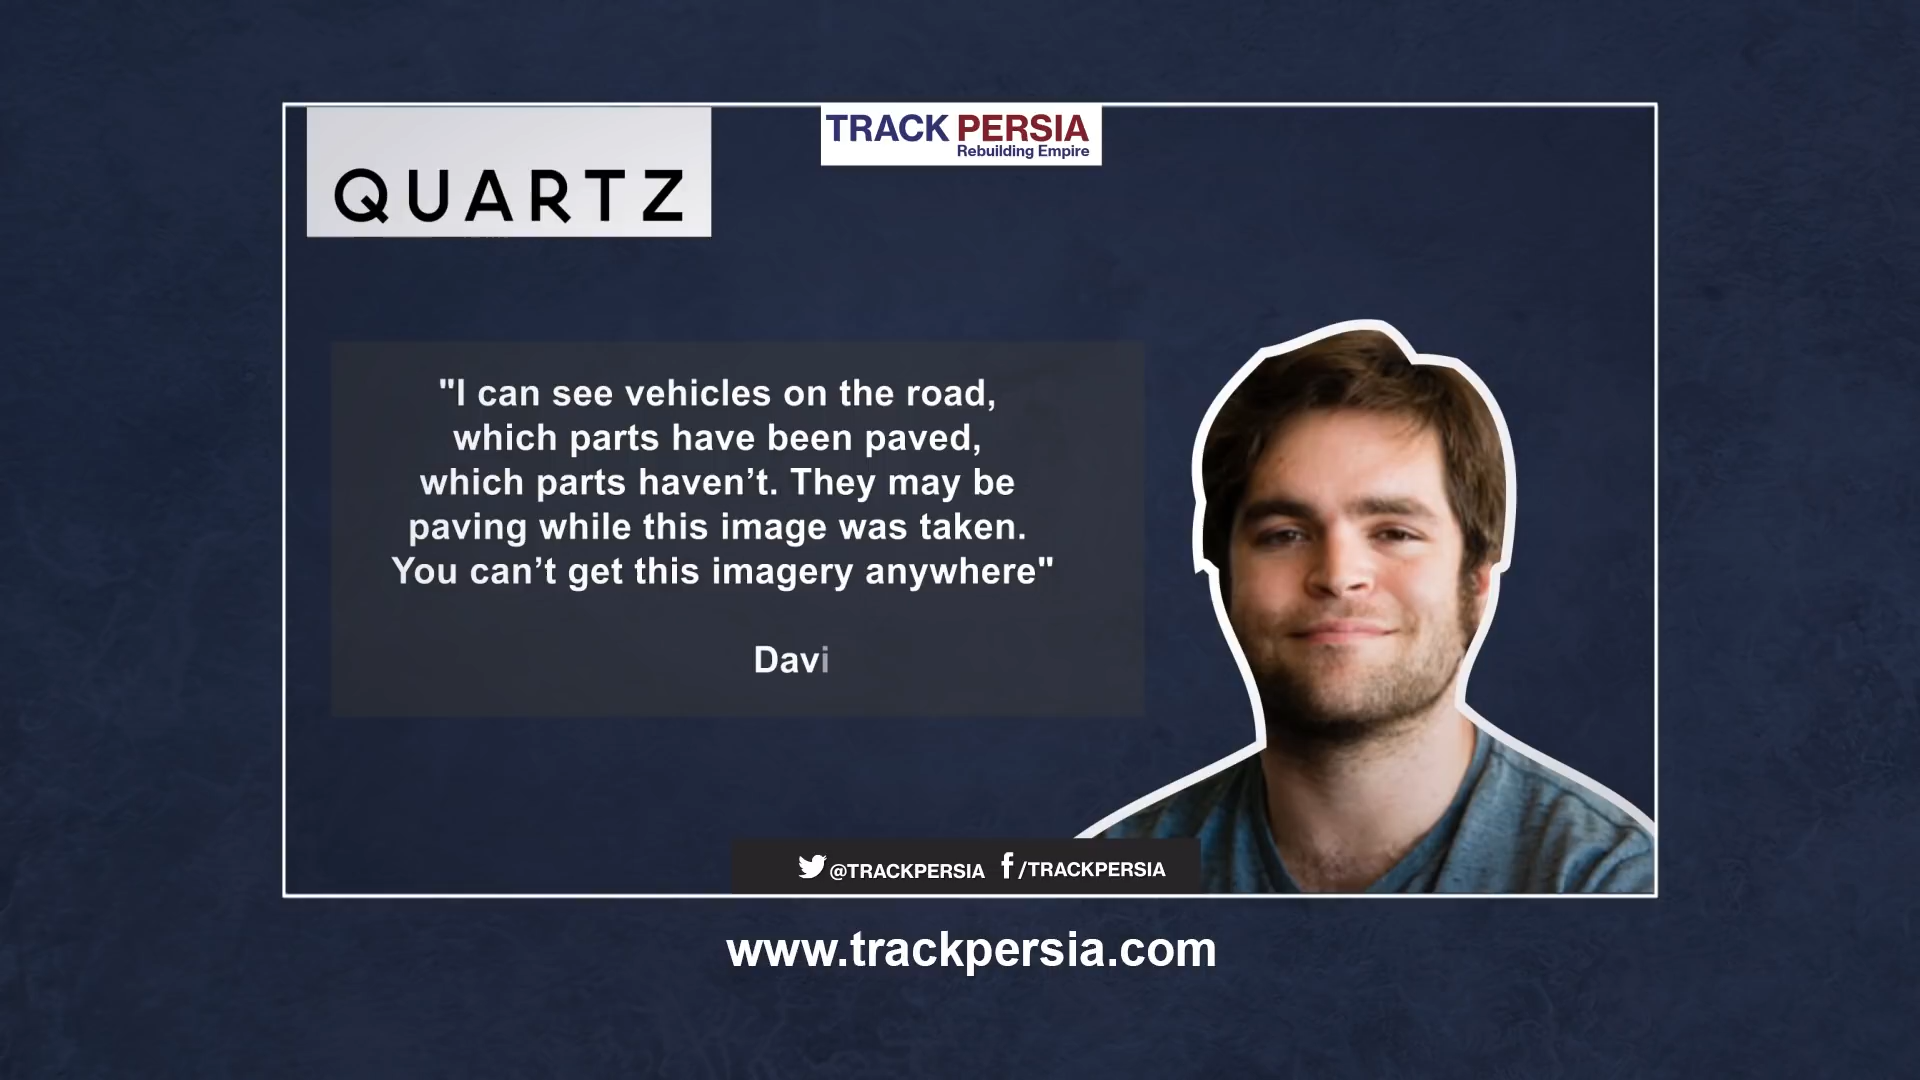 QUARTZ
TRACK PERSIA
Rebuilding Empire
"I can see vehicles on the road,
which parts have been paved,
which parts haven’t. They may be
paving while this image was taken.
You can’t get this imagery anywhere"
Davi
@TRACKPERSIA f/TRACKPERSIA
www.trackpersia.com